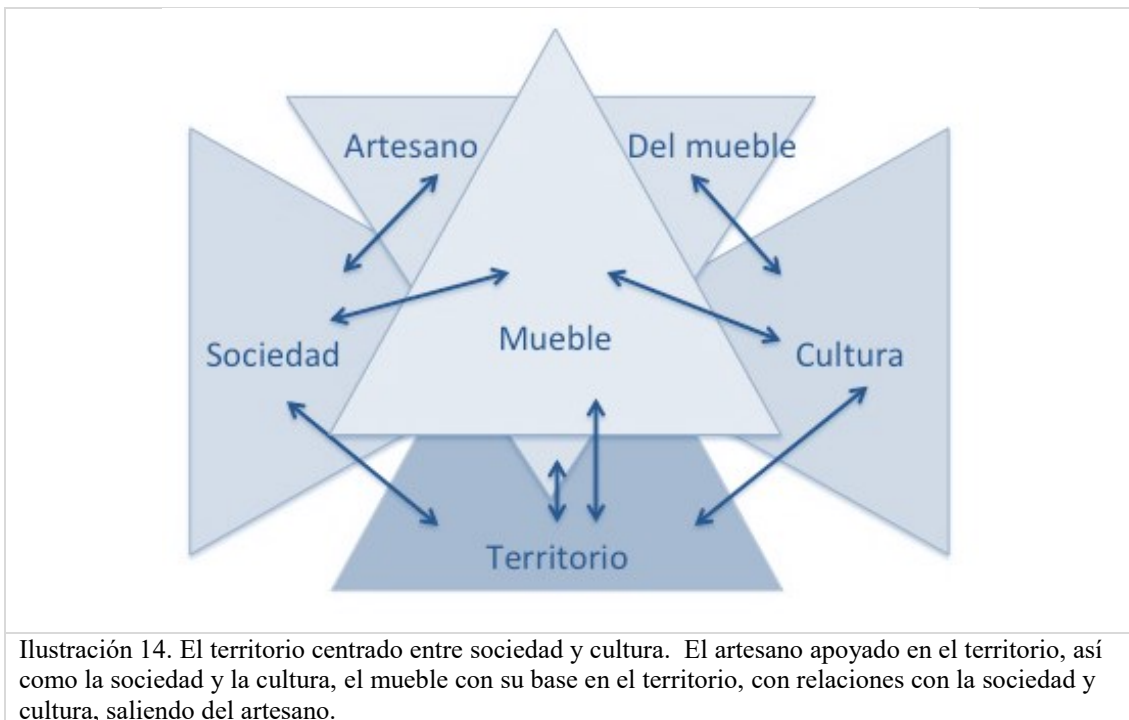 Artesano Del mueble
Mueble
Sociedad Cultura
Territorio
Ilustración 14. El territorio centrado entre sociedad y cultura.  El artesano apoyado en el territorio, así
como la sociedad y la cultura, el mueble con su base en el territorio, con relaciones con la sociedad y
cultura, saliendo del artesano.